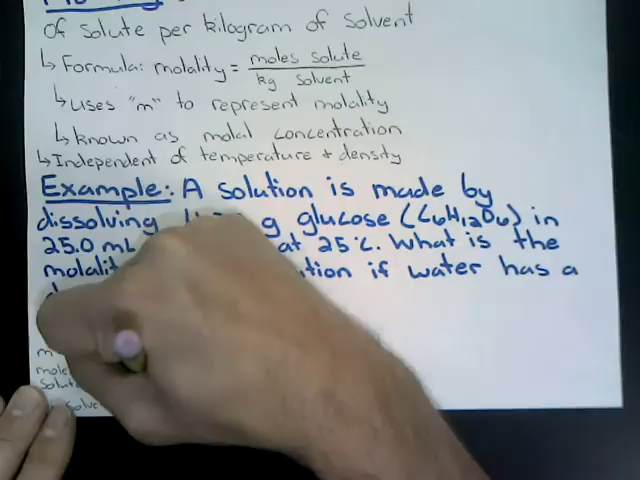 of solute per kilogram of solvent
↳ Formula: molality = moles solute / kg solvent
↳ Uses "m" to represent molality
↳ Known as molal concentration
↳ Independent of temperature + density
Example: A solution is made by
dissolving g glucose (C6H12O6) in
25.0 mL at 25°C. What is the
if water has a
m